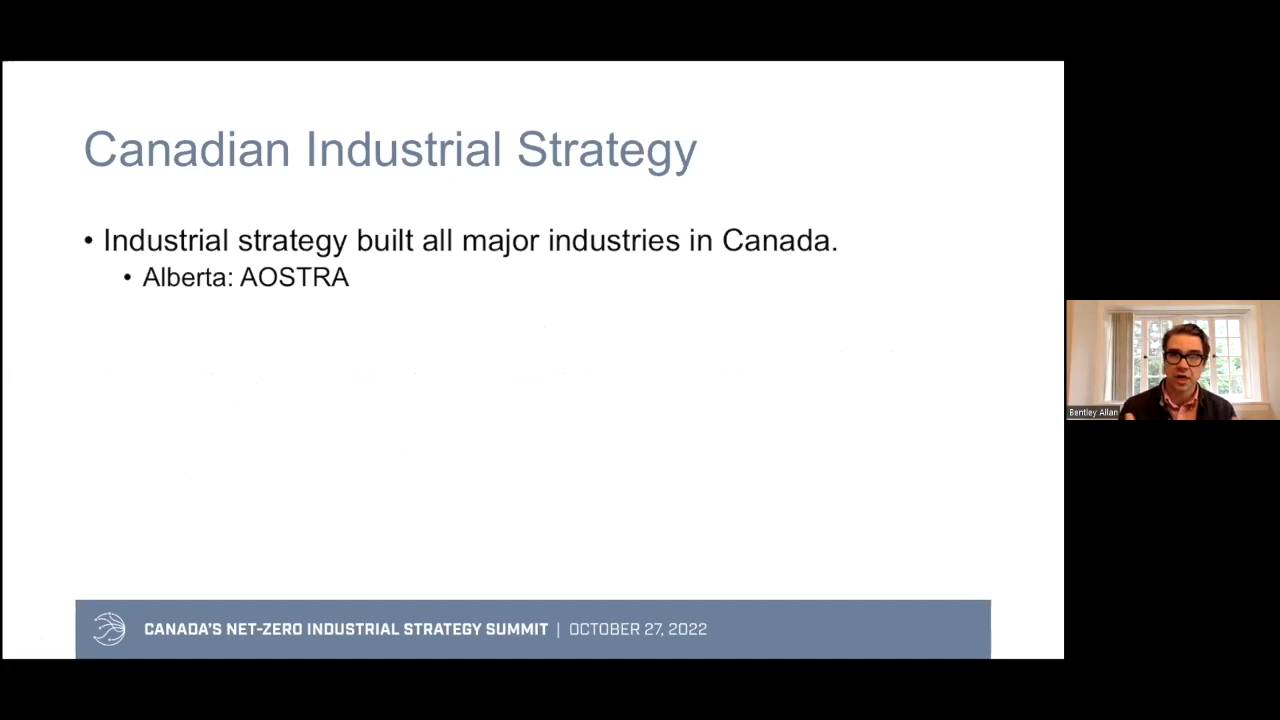 Canadian Industrial Strategy
• Industrial strategy built all major industries in Canada.
• Alberta: AOSTRA
Bentley Allan
CANADA'S NET-ZERO INDUSTRIAL STRATEGY SUMMIT | OCTOBER 27, 2022